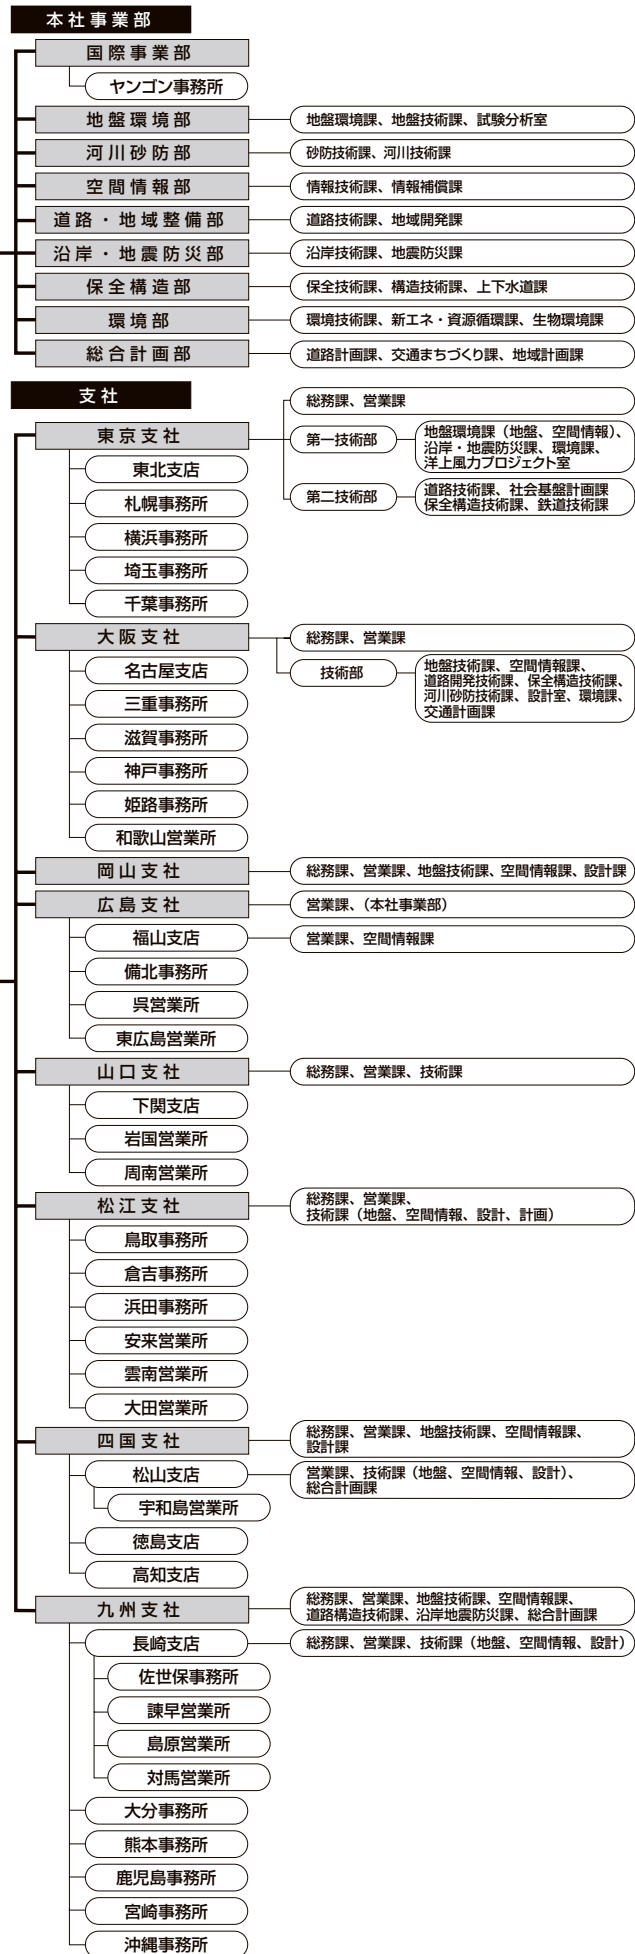 本社事業部
国際事業部
ヤンゴン事務所
地盤環境部
地盤環境課、地盤技術課、試験分析室
河川砂防部
砂防技術課、河川技術課
空間情報部
情報技術課、情報補償課
道路・地域整備部
道路技術課、地域開発課
沿岸・地震防災部
沿岸技術課、地震防災課
保全構造部
保全技術課、構造技術課、上下水道課
環境部
環境技術課、新エネ・資源循環課、生物環境課
総合計画部
道路計画課、交通まちづくり課、地域計画課
支社
東京支社
総務課、営業課
第一技術部
地盤環境課（地盤、空間情報）、
沿岸・地震防災課、環境課、
洋上風力プロジェクト室
第二技術部
道路技術課、社会基盤計画課
保全構造技術課、鉄道技術課
東北支店
札幌事務所
横浜事務所
埼玉事務所
千葉事務所
大阪支社
総務課、営業課
技術部
地盤技術課、空間情報課、
道路開発技術課、保全構造技術課、
河川砂防技術課、設計室、環境課、
交通計画課
名古屋支店
三重事務所
滋賀事務所
神戸事務所
姫路事務所
和歌山営業所
岡山支社
総務課、営業課、地盤技術課、空間情報課、設計課
広島支社
営業課、（本社事業部）
福山支店
営業課、空間情報課
備北事務所
呉営業所
東広島営業所
山口支社
総務課、営業課、技術課
下関支店
岩国営業所
周南営業所
松江支社
総務課、営業課、
技術課（地盤、空間情報、設計、計画）
鳥取事務所
倉吉事務所
浜田事務所
安来営業所
雲南営業所
大田営業所
四国支社
総務課、営業課、地盤技術課、空間情報課、
設計課
松山支店
営業課、技術課（地盤、空間情報、設計）、
総合計画課
宇和島営業所
徳島支店
高知支店
九州支社
総務課、営業課、地盤技術課、空間情報課、
道路構造技術課、沿岸地震防災課、総合計画課
長崎支店
総務課、営業課、技術課（地盤、空間情報、設計）
佐世保事務所
諫早営業所
島原営業所
対馬営業所
大分事務所
熊本事務所
鹿児島事務所
宮崎事務所
沖縄事務所